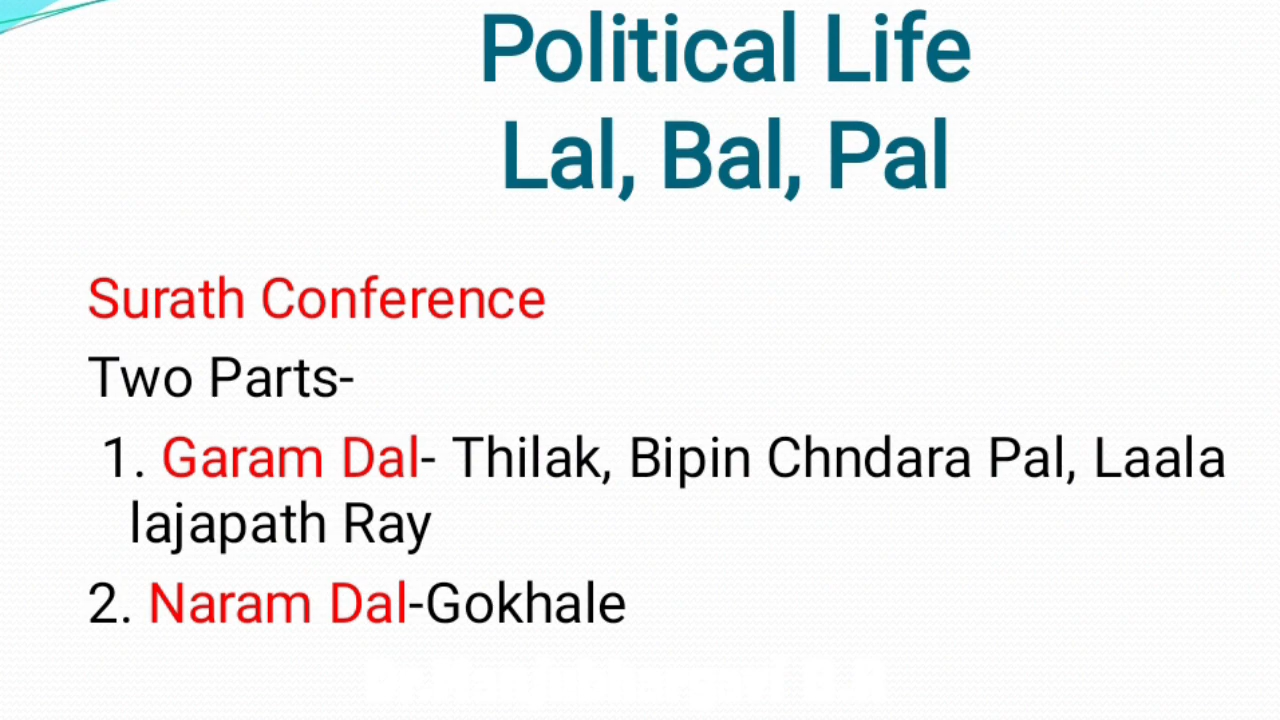 Political Life
Lal, Bal, Pal
Surath Conference
Two Parts-
1. Garam Dal- Thilak, Bipin Chndara Pal, Laala
lajapath Ray
2. Naram Dal-Gokhale